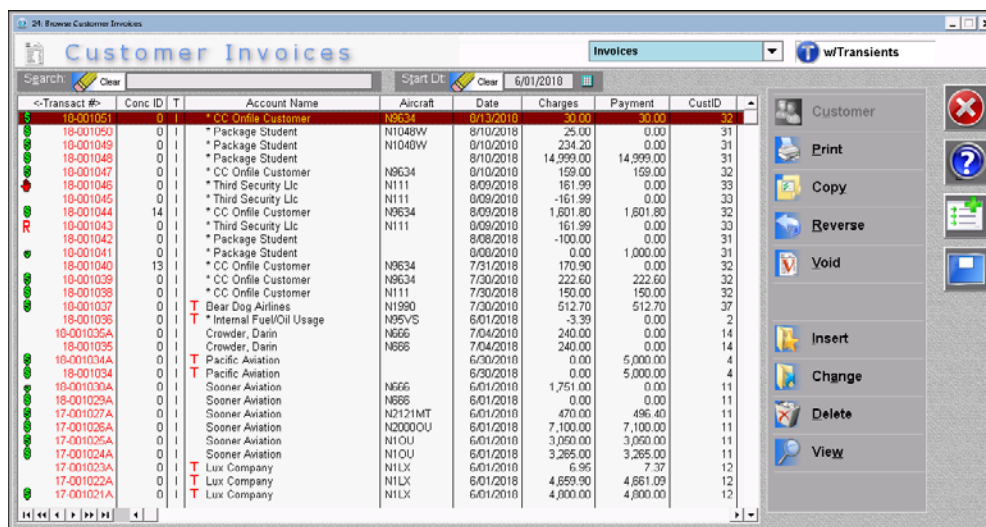 24: Browse Customer Invoices
Customer Invoices Invoices T w/Transients
Search: Clear Start Dt: Clear 6/01/2018
<-Transact #> Conc ID T Account Name Aircraft Date Charges Payment CustID
18-001051 0 I * CC Onfile Customer N9634 8/13/2018 30.00 30.00 32
18-001050 0 I * Package Student N1048W 8/10/2018 25.00 0.00 31
18-001049 0 I * Package Student N1048W 8/10/2018 234.20 0.00 31
18-001048 0 I * Package Student 8/10/2018 14,999.00 14,999.00 31
18-001047 0 I * CC Onfile Customer N9634 8/10/2018 159.00 159.00 32
18-001046 0 I * Third Security Llc N111 8/09/2018 161.99 0.00 33
18-001045 0 I * Third Security Llc N111 8/09/2018 -161.99 0.00 33
18-001044 14 I * CC Onfile Customer N9634 8/09/2018 1,601.80 1,601.80 32
R 18-001043 0 I * Third Security Llc N111 8/09/2018 161.99 0.00 33
18-001042 0 I * Package Student 8/08/2018 -100.00 0.00 31
18-001041 0 I * Package Student 8/08/2018 0.00 1,000.00 31
18-001040 13 I * CC Onfile Customer N9634 7/31/2018 170.90 0.00 32
18-001039 0 I * CC Onfile Customer N9634 7/30/2018 222.60 222.60 32
18-001038 0 I * CC Onfile Customer N111 7/30/2018 150.00 150.00 32
18-001037 0 I T Bear Dog Airlines N1990 7/30/2018 512.70 512.70 37
18-001036 0 I T * Internal Fuel/Oil Usage N95VS 6/01/2018 -3.39 0.00 2
18-001035A 0 I Crowder, Darin N666 7/04/2018 240.00 0.00 14
18-001035 0 I Crowder, Darin N666 7/04/2018 240.00 0.00 14
18-001034A 0 I T Pacific Aviation 6/30/2018 0.00 5,000.00 4
18-001034 0 I T Pacific Aviation 6/30/2018 0.00 5,000.00 4
18-001030A 0 I Sooner Aviation N666 6/01/2018 1,751.00 0.00 11
18-001029A 0 I Sooner Aviation N666 6/01/2018 0.00 0.00 11
17-001027A 0 I Sooner Aviation N2121MT 6/01/2018 470.00 496.40 11
17-001026A 0 I Sooner Aviation N2000OU 6/01/2018 7,100.00 7,100.00 11
17-001025A 0 I Sooner Aviation N1OU 6/01/2018 3,050.00 3,050.00 11
17-001024A 0 I Sooner Aviation N1OU 6/01/2018 3,265.00 3,265.00 11
17-001023A 0 I T Lux Company N1LX 6/01/2018 6.95 7.37 12
17-001022A 0 I T Lux Company N1LX 6/01/2018 4,659.90 4,661.09 12
17-001021A 0 I T Lux Company N1LX 6/01/2018 4,800.00 4,800.00 12
Customer
Print
Copy
Reverse
Void
Insert
Change
Delete
View